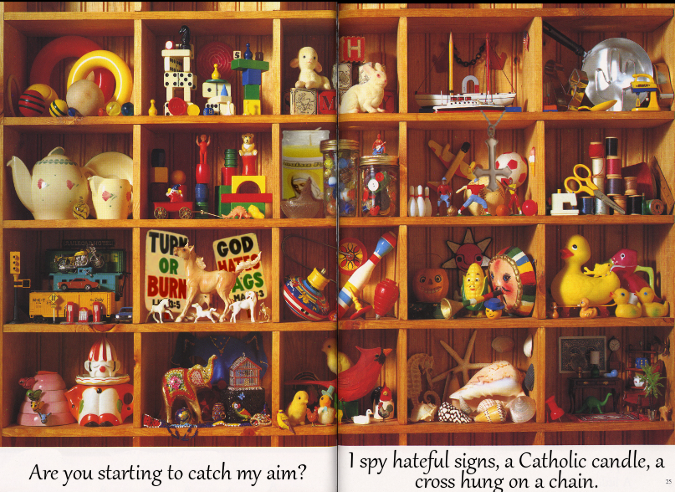 H
TURN
OR
BURN
GOD
HATES
AGS
Are you starting to catch my aim?
I spy hateful signs, a Catholic candle, a
cross hung on a chain.
25